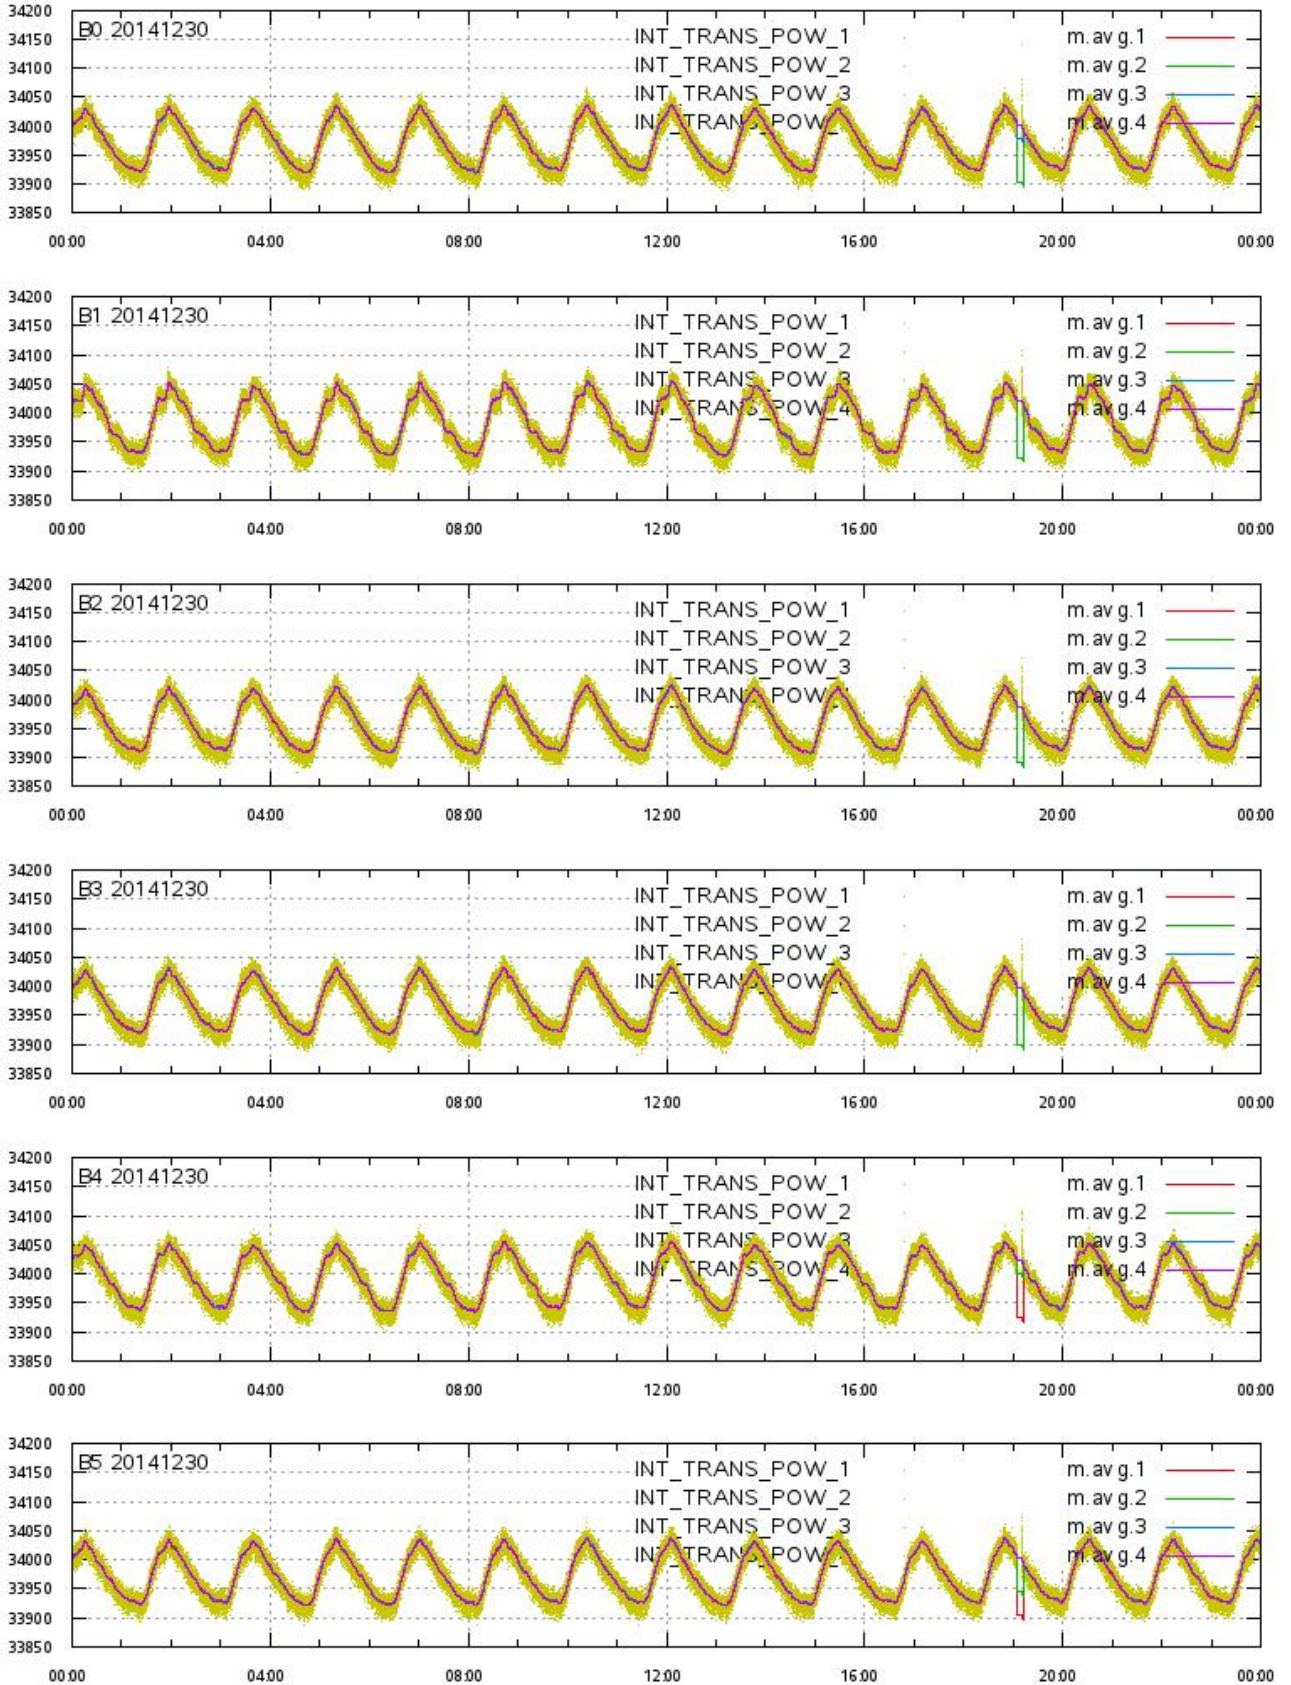 34200
B0 20141230 INT_TRANS_POW_1 m.avg.1
34150
INT_TRANS_POW_2 m.avg.2
34100
INT_TRANS_POW_3 m.avg.3
34050
INT_TRANS_POW_ m.avg.4
34000
33950
33900
33850
00:00 04:00 08:00 12:00 16:00 20:00 00:00
34200
B1 20141230 INT_TRANS_POW_1 m.avg.1
34150
INT_TRANS_POW_2 m.avg.2
34100
INT_TRANS_POW_3 m.avg.3
34050
INT_TRANS_POW_4 m.avg.4
34000
33950
33900
33850
00:00 04:00 08:00 12:00 16:00 20:00 00:00
34200
B2 20141230 INT_TRANS_POW_1 m.avg.1
34150
INT_TRANS_POW_2 m.avg.2
34100
INT_TRANS_POW_3 m.avg.3
34050
INT_TRANS_POW_ m.avg.4
34000
33950
33900
33850
00:00 04:00 08:00 12:00 16:00 20:00 00:00
34200
B3 20141230 INT_TRANS_POW_1 m.avg.1
34150
INT_TRANS_POW_2 m.avg.2
34100
INT_TRANS_POW_3 m.avg.3
34050
INT_TRANS_POW_ m.avg.4
34000
33950
33900
33850
00:00 04:00 08:00 12:00 16:00 20:00 00:00
34200
B4 20141230 INT_TRANS_POW_1 m.avg.1
34150
INT_TRANS_POW_2 m.avg.2
34100
INT_TRANS_POW_3 m.avg.3
34050
INT_TRANS_POW_4 m.avg.4
34000
33950
33900
33850
00:00 04:00 08:00 12:00 16:00 20:00 00:00
34200
B5 20141230 INT_TRANS_POW_1 m.avg.1
34150
INT_TRANS_POW_2 m.avg.2
34100
INT_TRANS_POW_3 m.avg.3
34050
INT_TRANS_POW_ m.avg.4
34000
33950
33900
33850
00:00 04:00 08:00 12:00 16:00 20:00 00:00